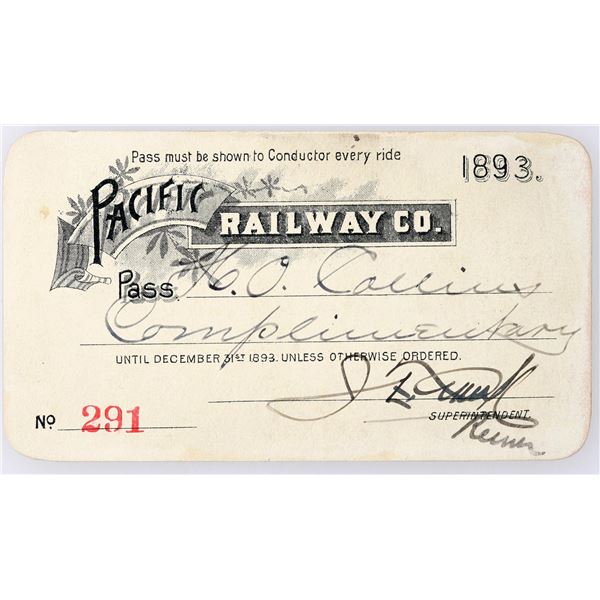 Pass must be shown to Conductor every ride
1893.
PACIFIC
RAILWAY CO.
Pass H. O. Collins
Complimentary
UNTIL DECEMBER 31ST 1893. UNLESS OTHERWISE ORDERED.
SUPERINTENDENT.
No 291